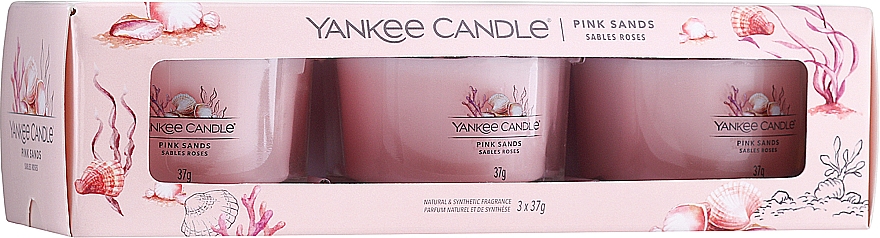 YANKEE CANDLE®
PINK SANDS
SABLES ROSES
YANKEE CANDLE
PINK SANDS
SABLES ROSES
YANKEE CANDLE®
PINK SANDS
SABLES ROSES
37g
YANKEE CANDLE®
PINK SANDS
SABLES ROSES
37g
YANKEE CANDLE®
PINK SANDS
SABLES ROSES
37g
NATURAL & SYNTHETIC FRAGRANCE
PARFUM NATUREL ET DE SYNTHÈSE
3 x 37g